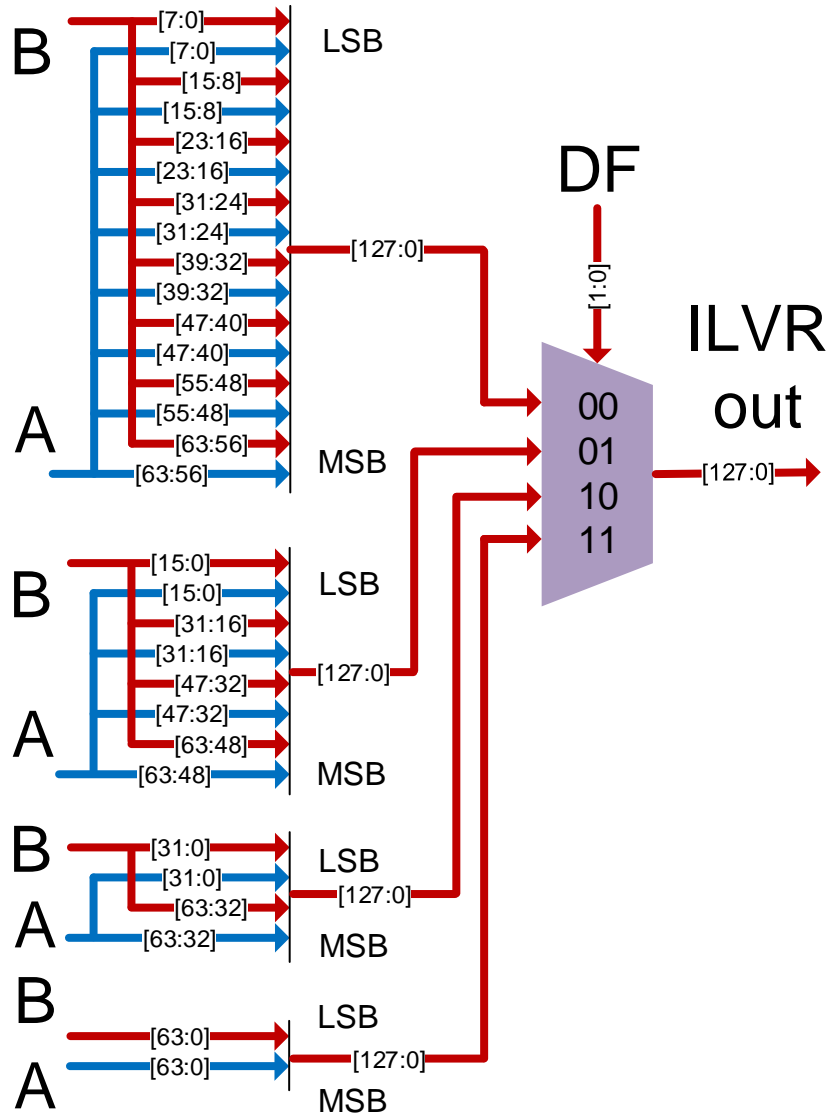 B
[7:0]
LSB
[7:0]
[15:8]
[15:8]
[23:16]
[23:16]
[31:24]
[31:24]
[39:32]
[39:32]
[47:40]
[47:40]
[55:48]
[55:48]
[63:56]
A
[63:56]
MSB
[127:0]
B
[15:0]
LSB
[15:0]
[31:16]
[31:16]
[47:32]
[47:32]
[63:48]
A
[63:48]
MSB
[127:0]
B
[31:0]
LSB
[31:0]
[63:32]
A
[63:32]
MSB
[127:0]
B
[63:0]
LSB
A
[63:0]
MSB
[127:0]
DF
[1:0]
00
01
10
11
ILVR
out
[127:0]